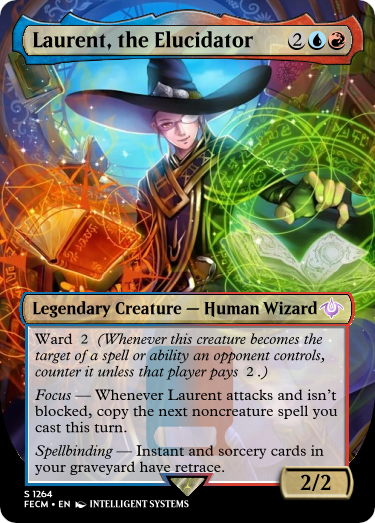 Laurent, the Elucidator 2
Legendary Creature — Human Wizard
Ward 2 (Whenever this creature becomes the
target of a spell or ability an opponent controls,
counter it unless that player pays 2 .)
Focus — Whenever Laurent attacks and isn't
blocked, copy the next noncreature spell you
cast this turn.
Spellbinding — Instant and sorcery cards in
your graveyard have retrace.
2/2
S 1264
FECM • EN INTELLIGENT SYSTEMS